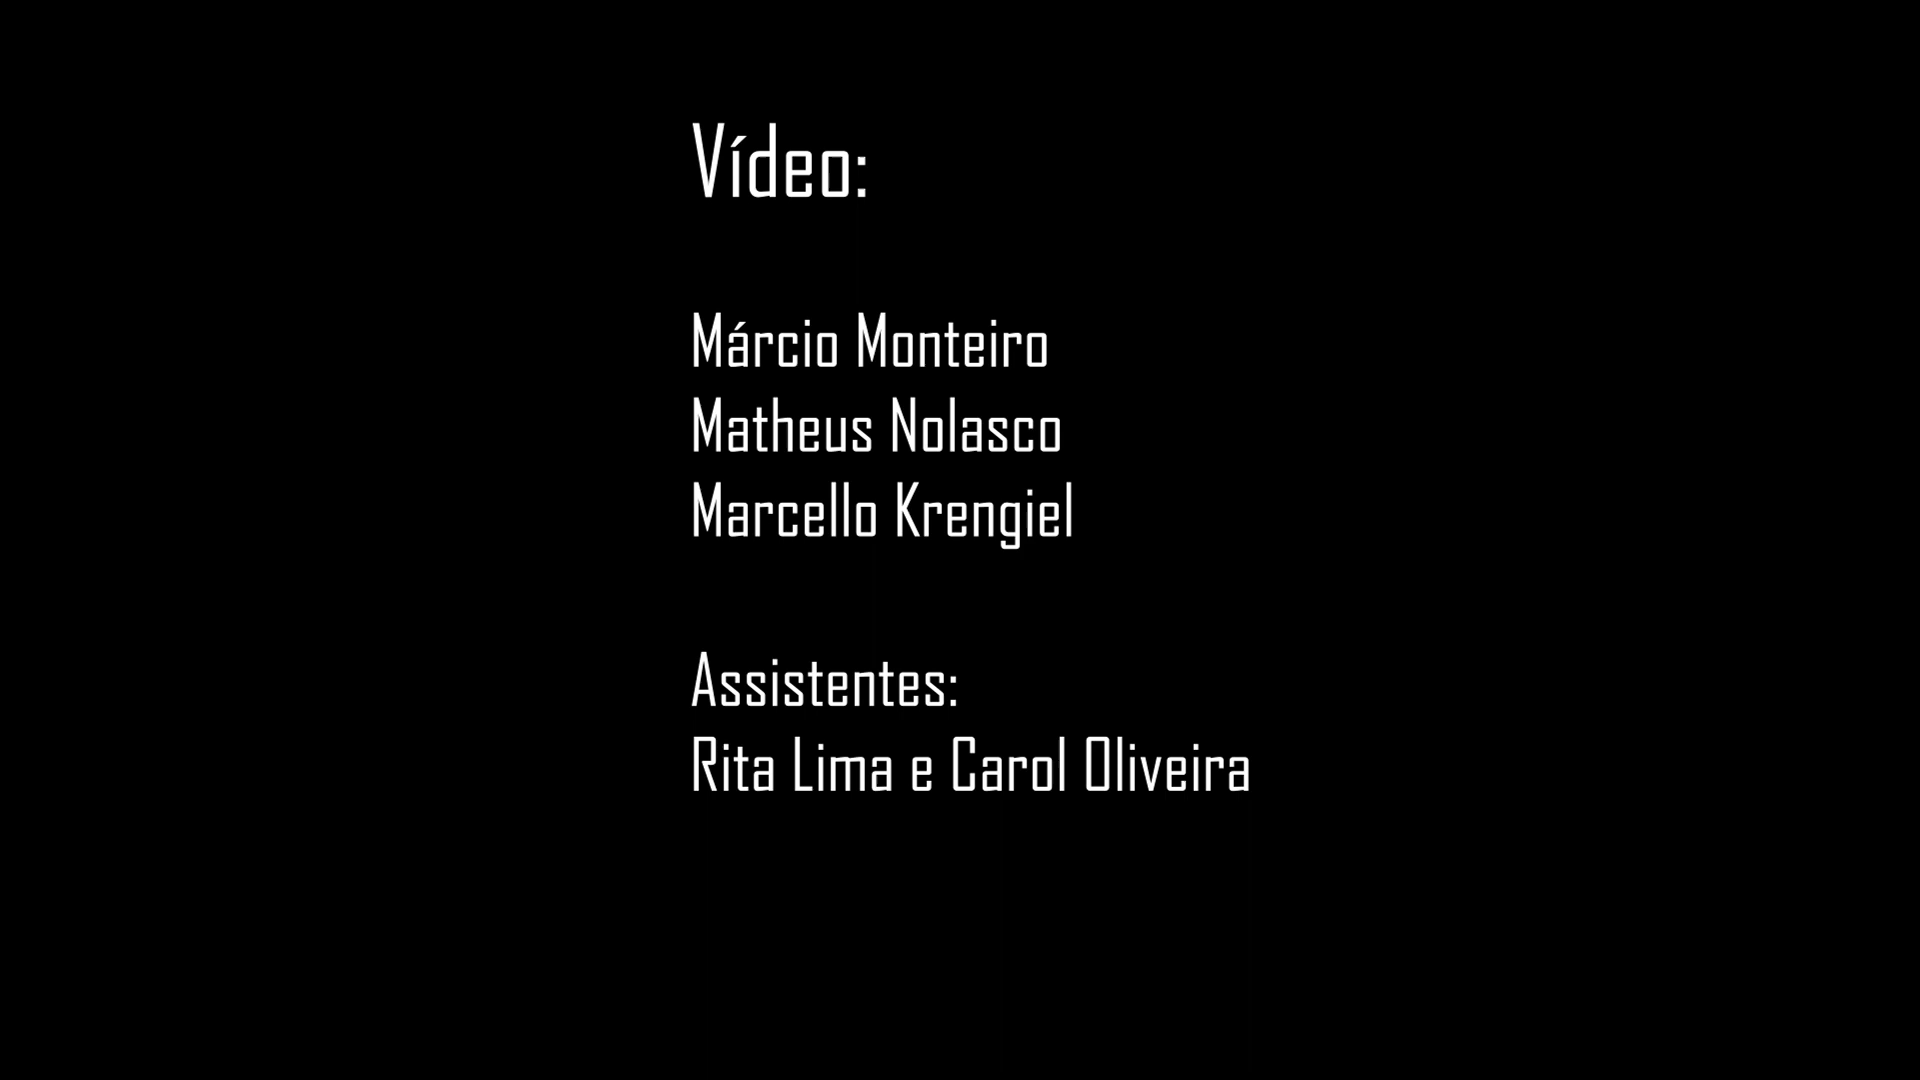 Vídeo:
Márcio Monteiro
Matheus Nolasco
Marcello Krengiel
Assistentes:
Rita Lima e Carol Oliveira